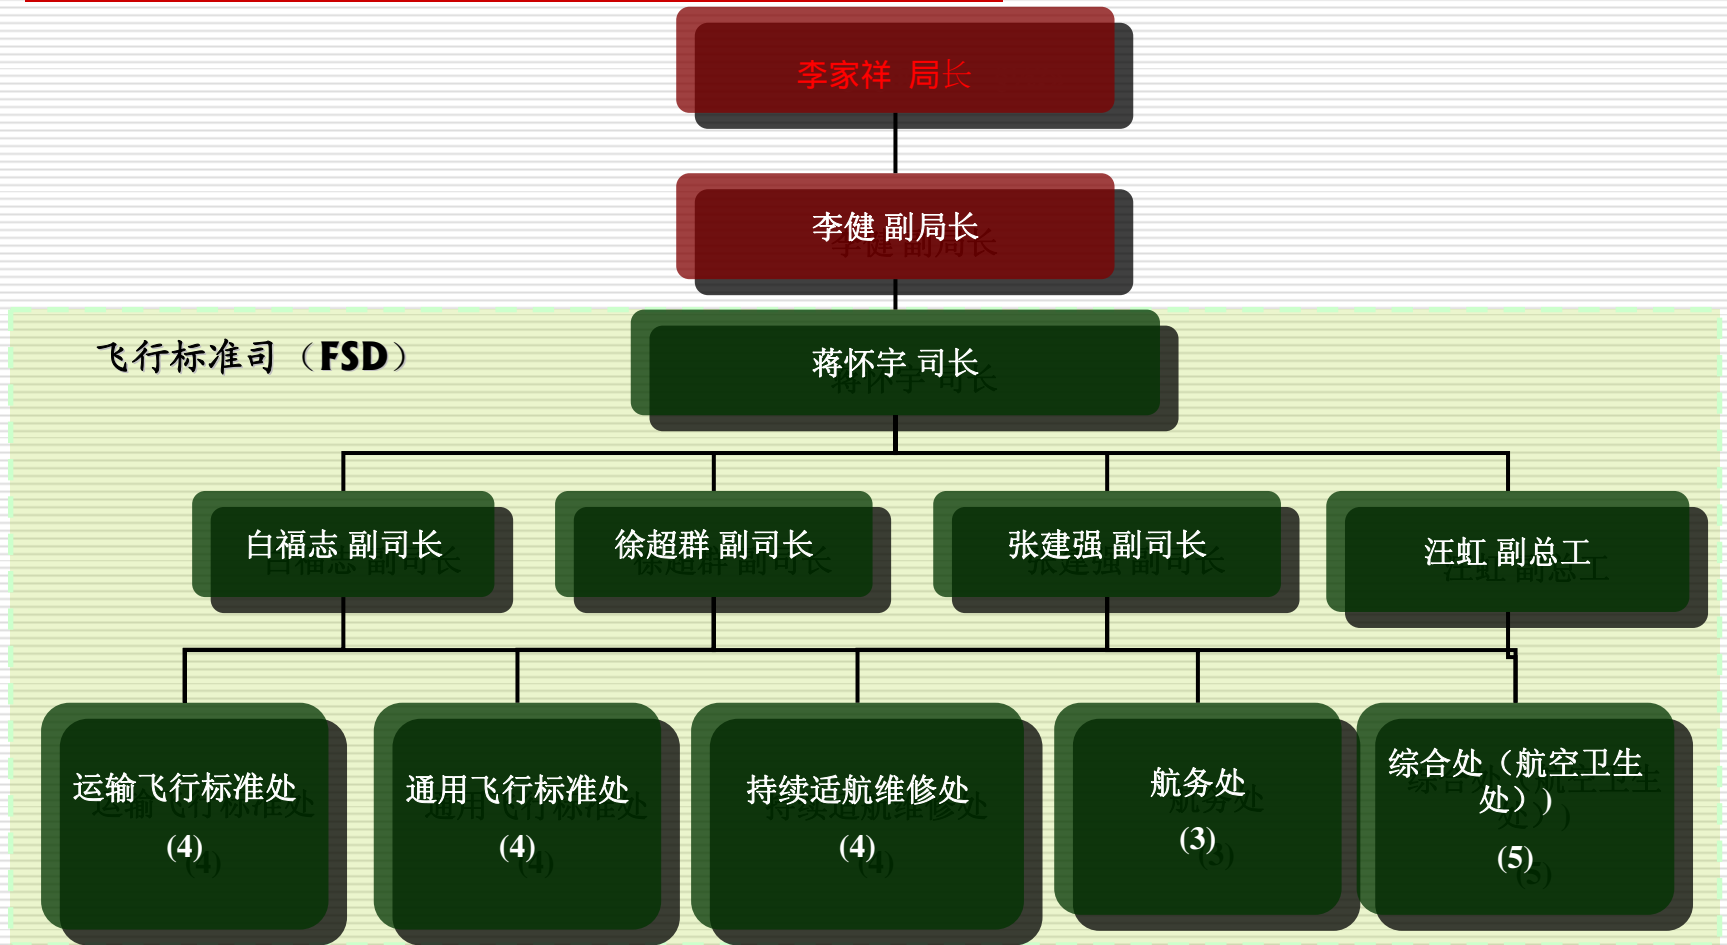 李家祥 局长
李健 副局长
飞行标准司（FSD）
蒋怀宇 司长
白福志 副司长
徐超群 副司长
张建强 副司长
汪虹 副总工
运输飞行标准处
(4)
通用飞行标准处
(4)
持续适航维修处
(4)
航务处
(3)
综合处（航空卫生
处）)
(5)